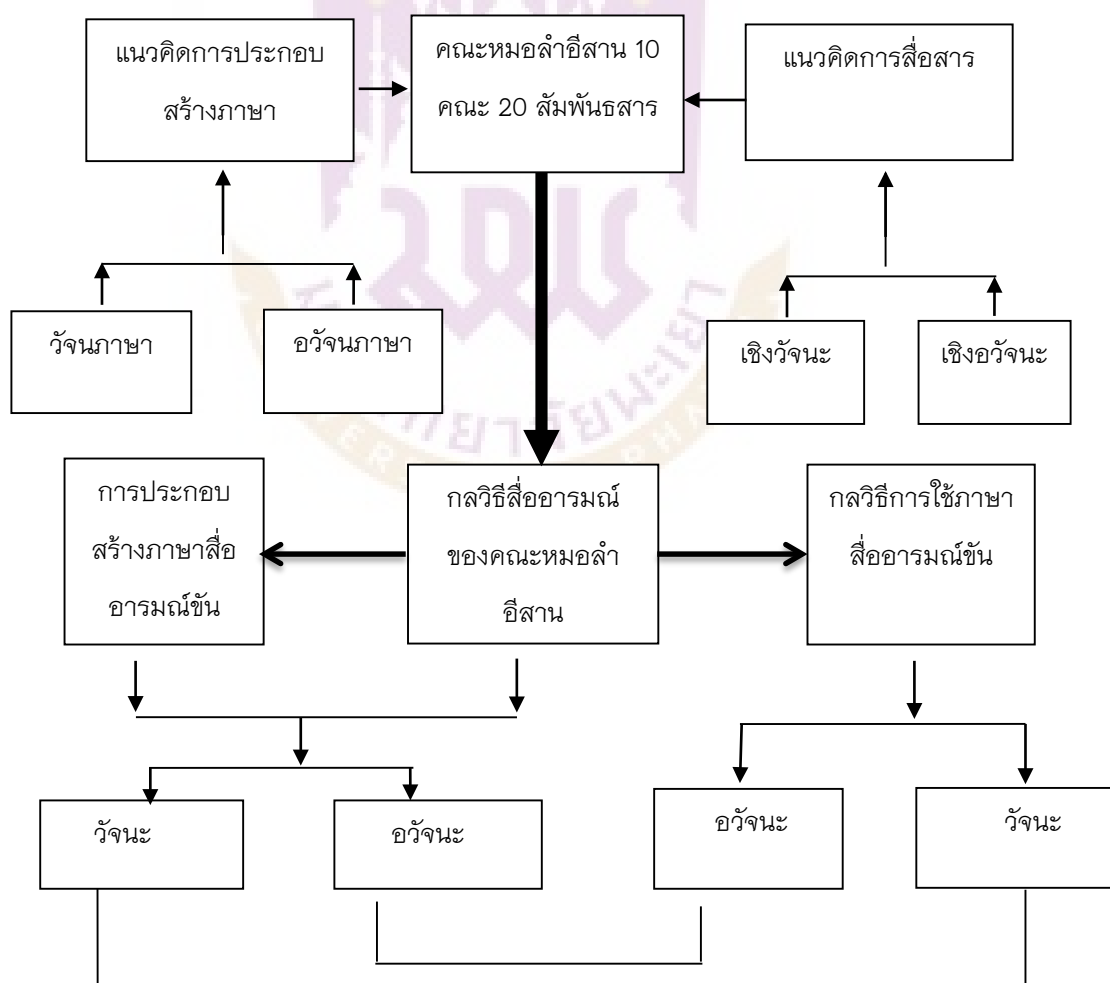 แนวคิดการประกอบ
สร้างภาษา
คณะหมอลำอีสาน 10
คณะ 20 สัมพันธสาร
แนวคิดการสื่อสาร
วัจนภาษา
อวัจนภาษา
เชิงวัจนะ
เชิงอวัจนะ
การประกอบ
สร้างภาษาสื่อ
อารมณ์ขัน
กลวิธีสื่ออารมณ์
ของคณะหมอลำ
อีสาน
กลวิธีการใช้ภาษา
สื่ออารมณ์ขัน
วัจนะ
อวัจนะ
อวัจนะ
วัจนะ